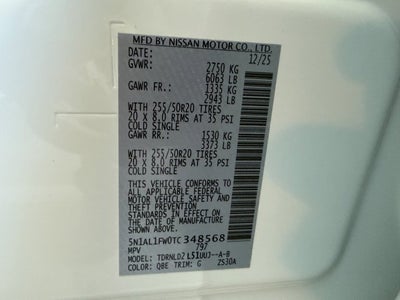 MFD BY NISSAN MOTOR CO., LTD.
DATE: 12/25
GVWR: 2750 KG
6063 LB
GAWR FR: 1335 KG
2943 LB
WITH 255/50R20 TIRES
20 X 8.0 RIMS AT 35 PSI
COLD SINGLE
GAWR RR: 1530 KG
3373 LB
WITH 255/50R20 TIRES
20 X 8.0 RIMS AT 35 PSI
COLD SINGLE
THIS VEHICLE CONFORMS
TO ALL APPLICABLE FEDERAL
MOTOR VEHICLE SAFETY AND
THEFT PREVENTION STANDARDS
IN EFFECT ON THE DATE OF
MANUFACTURE SHOWN ABOVE.
5N1AL1FW0TC348568
MPV 797
MODEL: TDRNLDZ L51UUJ--A-B
COLOR: QBE TRIM: G ZS30A